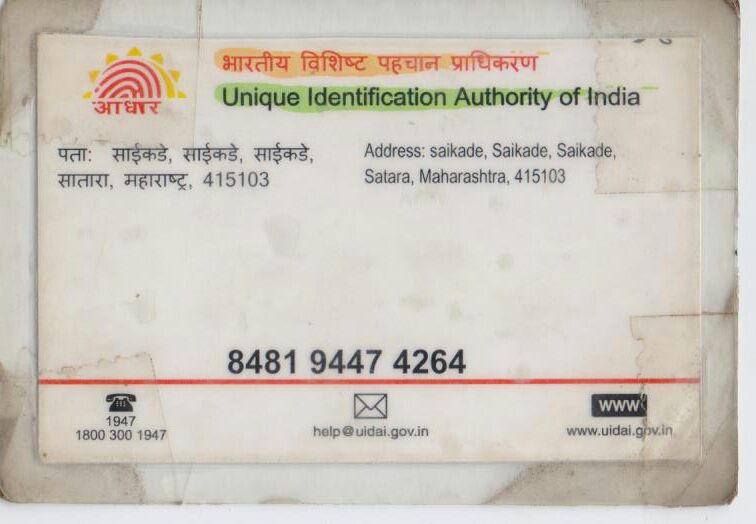 भारतीय विशिष्ट पहचान प्राधिकरण
Unique Identification Authority of India
आधार
पता: साईकडे, साईकडे, साईकडे,
सातारा, महाराष्ट्र, 415103
Address: saikade, Saikade, Saikade,
Satara, Maharashtra, 415103
8481 9447 4264
1947
1800 300 1947
help@uidai.gov.in
WWW
www.uidai.gov.in